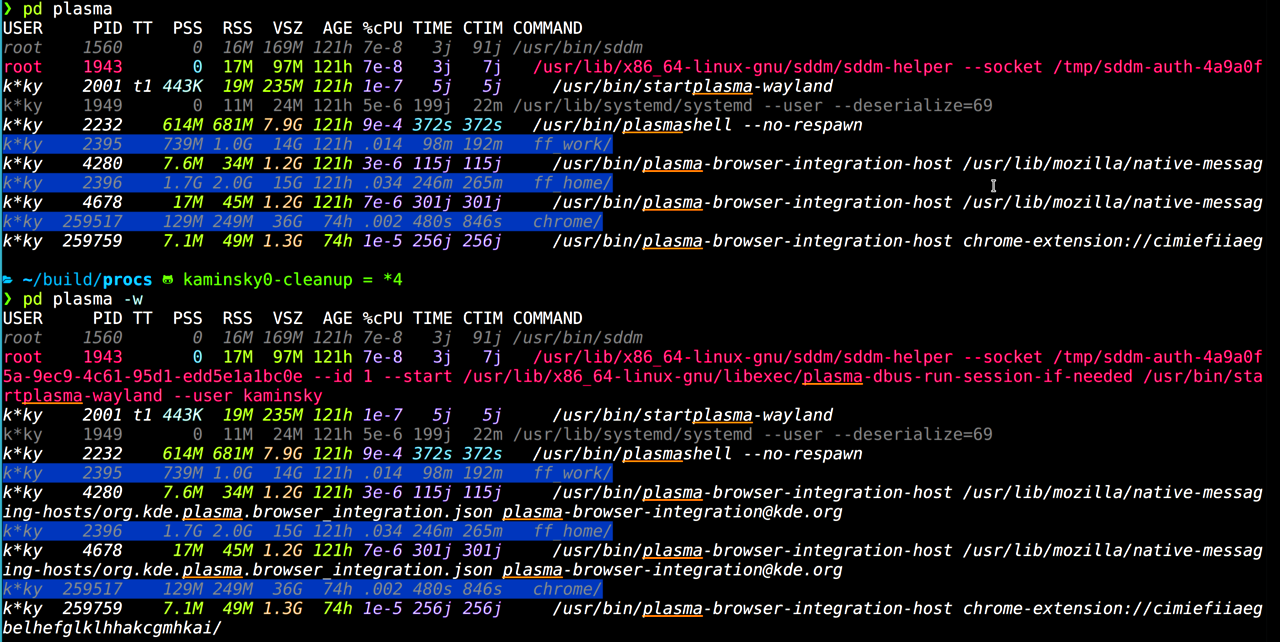 ❯ pd plasma
USER     PID TT  PSS  RSS  VSZ  AGE %cPU TIME CTIM COMMAND
root    1560       0  16M 169M 121h 7e-8   3j  91j /usr/bin/sddm
root    1943       0  17M  97M 121h 7e-8   3j   7j   /usr/lib/x86_64-linux-gnu/sddm/sddm-helper --socket /tmp/sddm-auth-4a9a0f
k*ky    2001 t1 443K  19M 235M 121h 1e-7   5j   5j     /usr/bin/startplasma-wayland
k*ky    1949       0  11M  24M 121h 5e-6 199j  22m /usr/lib/systemd/systemd --user --deserialize=69
k*ky    2232    614M 681M 7.9G 121h 9e-4 372s 372s   /usr/bin/plasmashell --no-respawn
k*ky    2395    739M 1.0G  14G 121h .014  98m 192m   ff_work/
k*ky    4280    7.6M  34M 1.2G 121h 3e-6 115j 115j     /usr/bin/plasma-browser-integration-host /usr/lib/mozilla/native-messag
k*ky    2396    1.7G 2.0G  15G 121h .034 246m 265m   ff_home/
k*ky    4678     17M  45M 1.2G 121h 7e-6 301j 301j     /usr/bin/plasma-browser-integration-host /usr/lib/mozilla/native-messag
k*ky  259517    129M 249M  36G  74h .002 480s 846s   chrome/
k*ky  259759    7.1M  49M 1.3G  74h 1e-5 256j 256j     /usr/bin/plasma-browser-integration-host chrome-extension://cimiefiiaeg
~/build/procs kaminsky0-cleanup = *4
❯ pd plasma -w
USER     PID TT  PSS  RSS  VSZ  AGE %cPU TIME CTIM COMMAND
root    1560       0  16M 169M 121h 7e-8   3j  91j /usr/bin/sddm
root    1943       0  17M  97M 121h 7e-8   3j   7j   /usr/lib/x86_64-linux-gnu/sddm/sddm-helper --socket /tmp/sddm-auth-4a9a0f
5a-9ec9-4c61-95d1-edd5e1a1bc0e --id 1 --start /usr/lib/x86_64-linux-gnu/libexec/plasma-dbus-run-session-if-needed /usr/bin/sta
rtplasma-wayland --user kaminsky
k*ky    2001 t1 443K  19M 235M 121h 1e-7   5j   5j     /usr/bin/startplasma-wayland
k*ky    1949       0  11M  24M 121h 5e-6 199j  22m /usr/lib/systemd/systemd --user --deserialize=69
k*ky    2232    614M 681M 7.9G 121h 9e-4 372s 372s   /usr/bin/plasmashell --no-respawn
k*ky    2395    739M 1.0G  14G 121h .014  98m 192m   ff_work/
k*ky    4280    7.6M  34M 1.2G 121h 3e-6 115j 115j     /usr/bin/plasma-browser-integration-host /usr/lib/mozilla/native-messag
ing-hosts/org.kde.plasma.browser_integration.json plasma-browser-integration@kde.org
k*ky    2396    1.7G 2.0G  15G 121h .034 246m 265m   ff_home/
k*ky    4678     17M  45M 1.2G 121h 7e-6 301j 301j     /usr/bin/plasma-browser-integration-host /usr/lib/mozilla/native-messag
ing-hosts/org.kde.plasma.browser_integration.json plasma-browser-integration@kde.org
k*ky  259517    129M 249M  36G  74h .002 480s 846s   chrome/
k*ky  259759    7.1M  49M 1.3G  74h 1e-5 256j 256j     /usr/bin/plasma-browser-integration-host chrome-extension://cimiefiiaeg
belhefglklhhakcgmhkai/